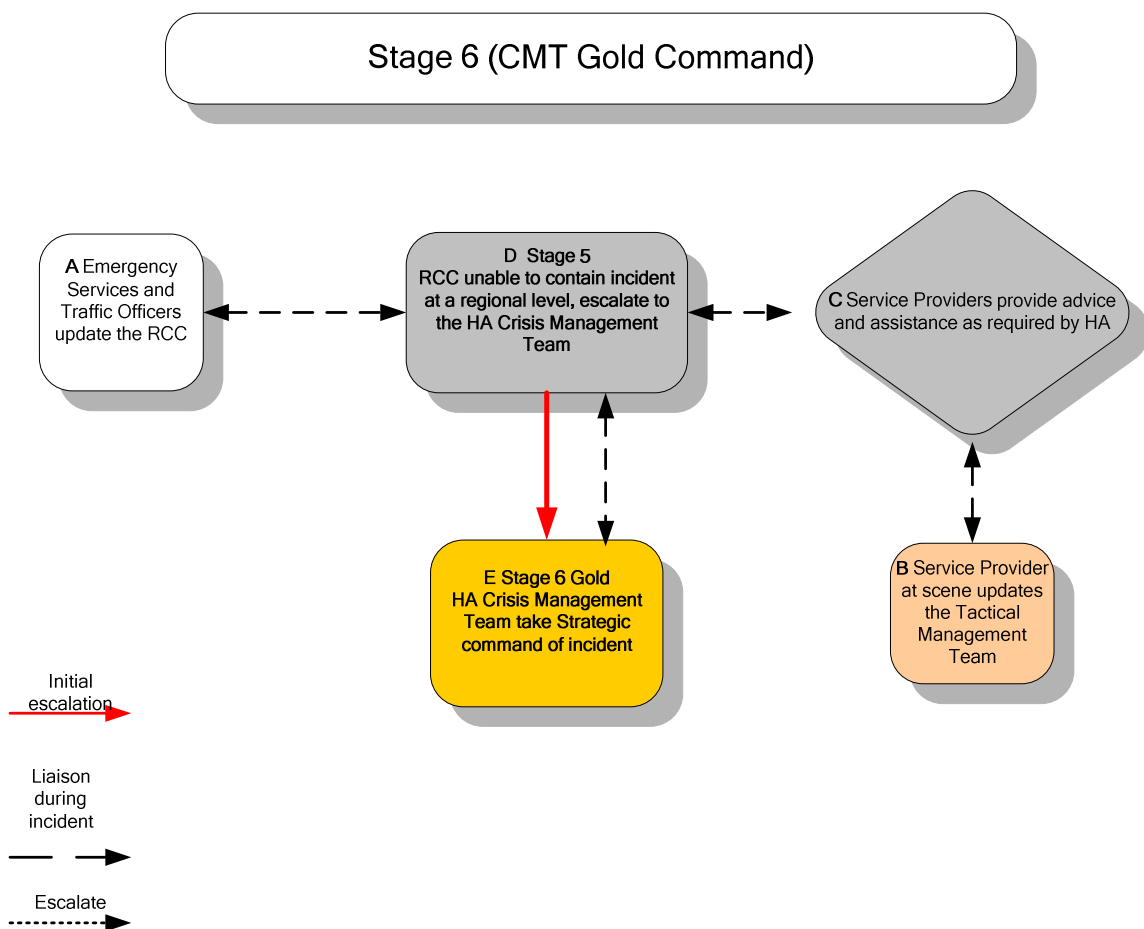 Stage 6 (CMT Gold Command)
A Emergency
Services and
Traffic Officers
update the RCC
D Stage 5
RCC unable to contain incident
at a regional level, escalate to
the HA Crisis Management
Team
C Service Providers provide advice
and assistance as required by HA
E Stage 6 Gold
HA Crisis Management
Team take Strategic
command of incident
B Service Provider
at scene updates
the Tactical
Management
Team
Initial
escalation
Liaison
during
incident
Escalate